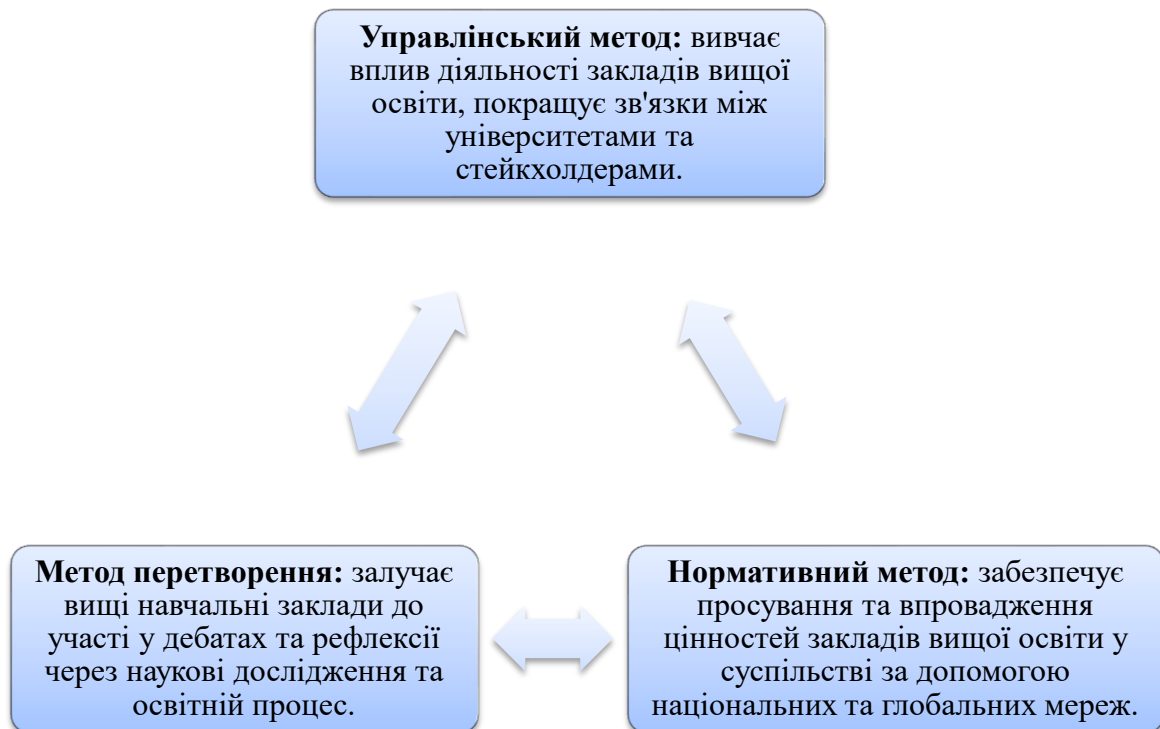 Управлінський метод: вивчає
вплив діяльності закладів вищої
освіти, покращує зв'язки між
університетами та
стейкхолдерами.
Метод перетворення: залучає
вищі навчальні заклади до
участі у дебатах та рефлексії
через наукові дослідження та
освітній процес.
Нормативний метод: забезпечує
просування та впровадження
цінностей закладів вищої освіти у
суспільстві за допомогою
національних та глобальних мереж.